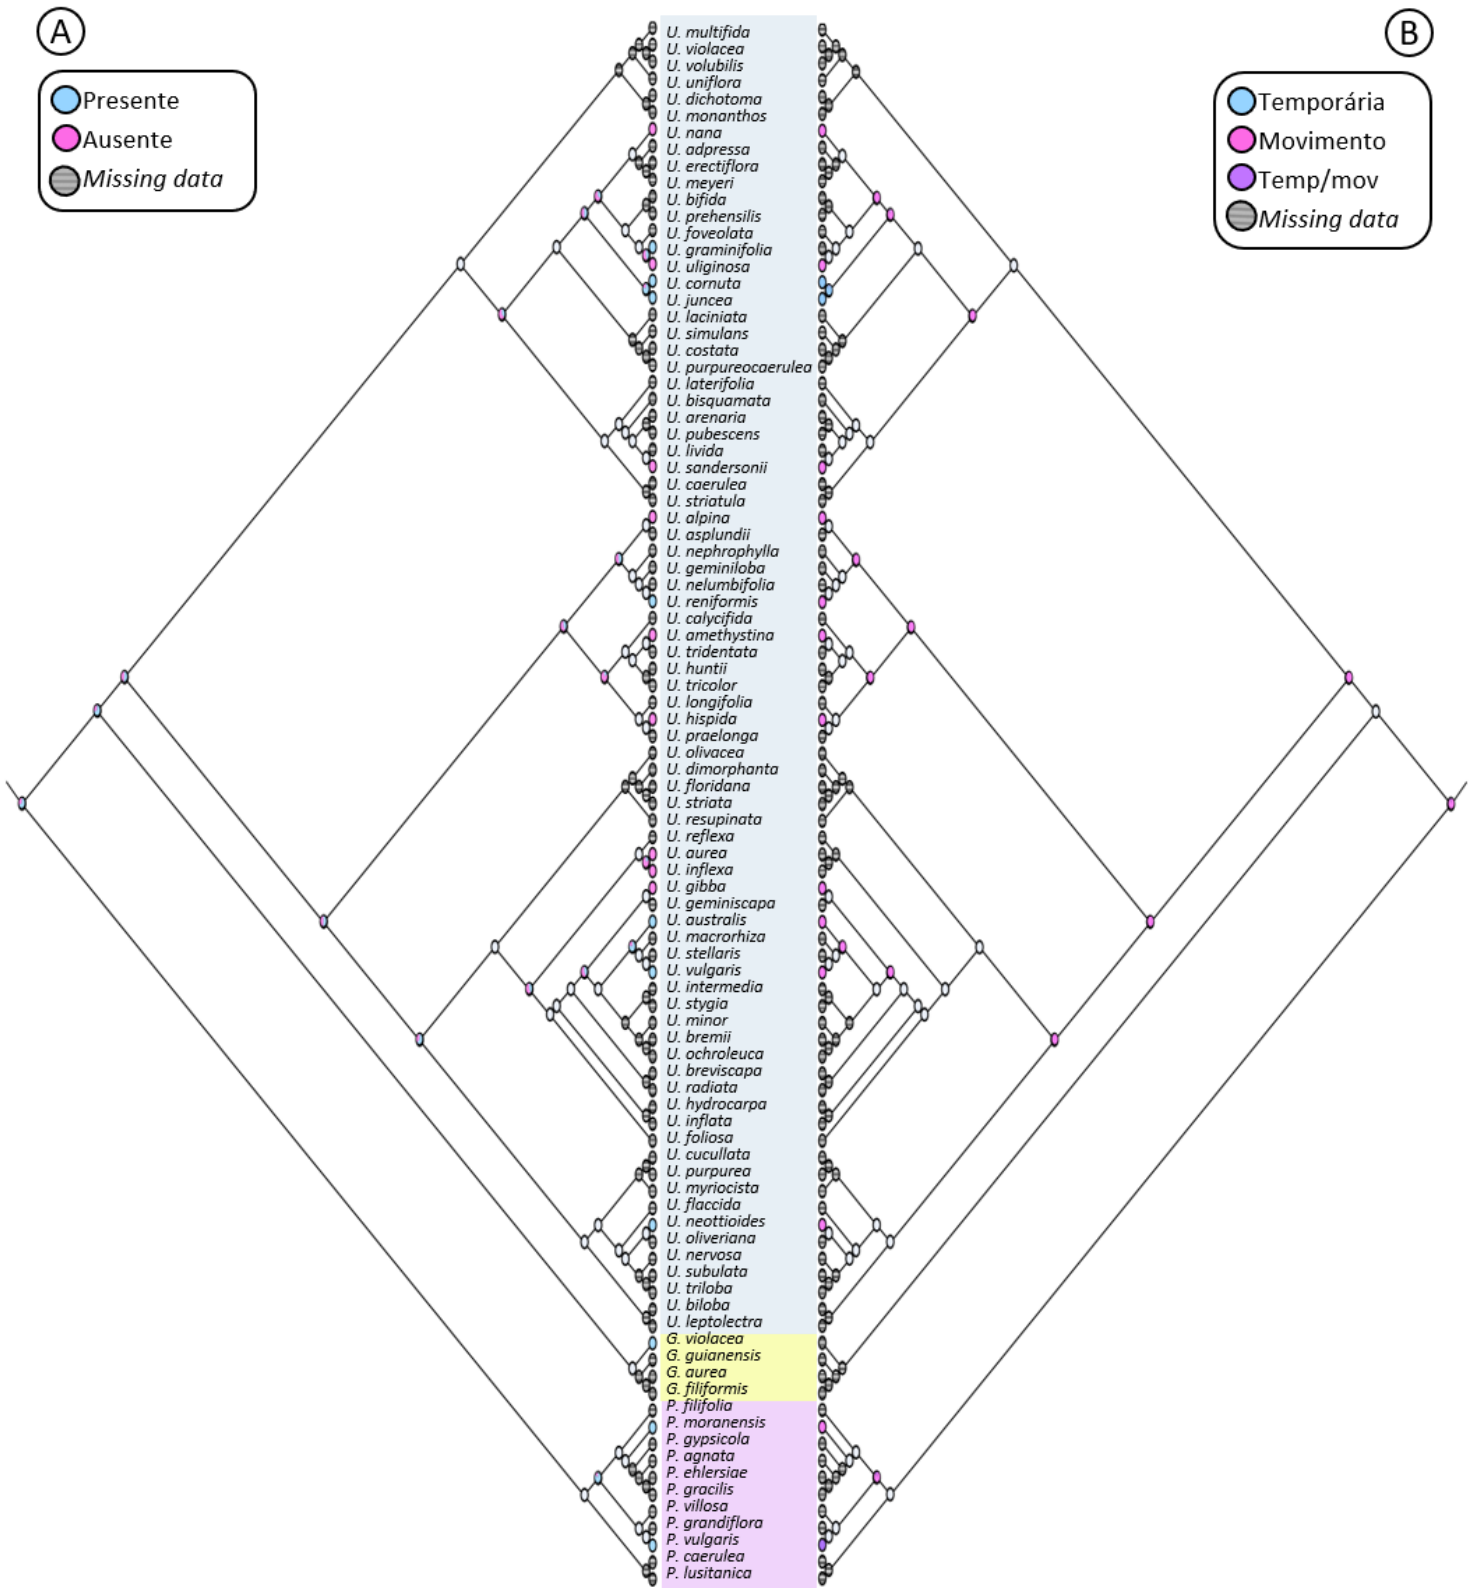 A
Presente
Ausente
Missing data
B
Temporária
Movimento
Temp/mov
Missing data
U. multifida
U. violacea
U. volubilis
U. uniflora
U. dichotoma
U. monanthos
U. nana
U. adpressa
U. erectiflora
U. meyeri
U. bifida
U. prehensilis
U. foveolata
U. graminifolia
U. uliginosa
U. cornuta
U. juncea
U. laciniata
U. simulans
U. costata
U. purpureocaerulea
U. laterifolia
U. bisquamata
U. arenaria
U. pubescens
U. livida
U. sandersonii
U. caerulea
U. striatula
U. alpina
U. asplundii
U. nephrophylla
U. geminiloba
U. nelumbifolia
U. reniformis
U. calycifida
U. amethystina
U. tridentata
U. huntii
U. tricolor
U. longifolia
U. hispida
U. praelonga
U. olivacea
U. dimorphanta
U. floridana
U. striata
U. resupinata
U. reflexa
U. aurea
U. inflexa
U. gibba
U. geminiscapa
U. australis
U. macrorhiza
U. stellaris
U. vulgaris
U. intermedia
U. stygia
U. minor
U. bremii
U. ochroleuca
U. breviscapa
U. radiata
U. hydrocarpa
U. inflata
U. foliosa
U. cucullata
U. purpurea
U. myriocista
U. flaccida
U. neottioides
U. oliveriana
U. nervosa
U. subulata
U. triloba
U. biloba
U. leptolectra
G. violacea
G. guianensis
G. aurea
G. filiformis
P. filifolia
P. moranensis
P. gypsicola
P. agnata
P. ehlersiae
P. gracilis
P. villosa
P. grandiflora
P. vulgaris
P. caerulea
P. lusitanica